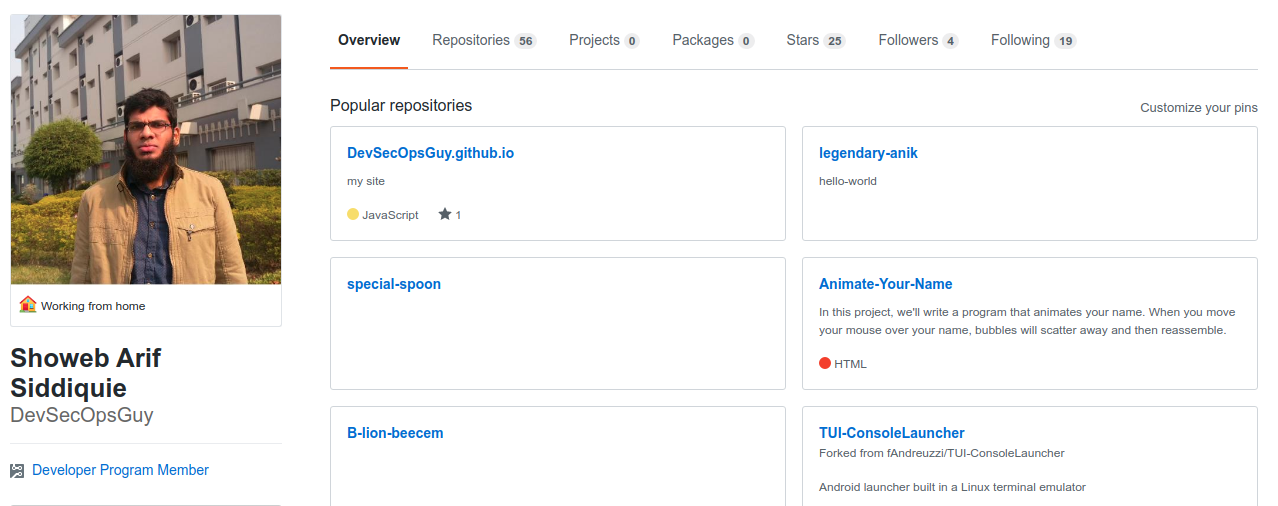 Overview Repositories 56 Projects 0 Packages 0 Stars 25 Followers 4 Following 19
Working from home
Showeb Arif
Siddiquie
DevSecOpsGuy
Developer Program Member
Popular repositories
Customize your pins
DevSecOpsGuy.github.io
my site
JavaScript 1
legendary-anik
hello-world
special-spoon
Animate-Your-Name
In this project, we'll write a program that animates your name. When you move
your mouse over your name, bubbles will scatter away and then reassemble.
HTML
B-lion-beecem
TUI-ConsoleLauncher
Forked from fAndreuzzi/TUI-ConsoleLauncher
Android launcher built in a Linux terminal emulator